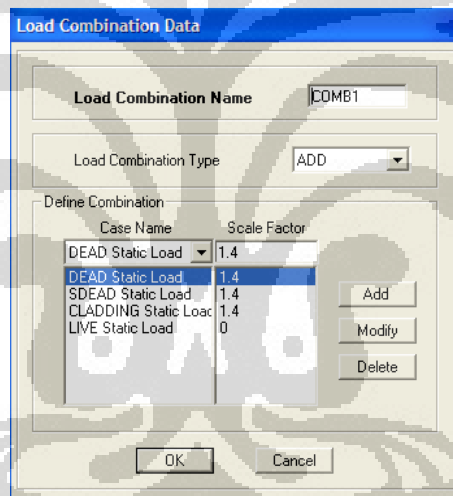 Load Combination Data
Load Combination Name COMB1
Load Combination Type ADD
Define Combination
Case Name Scale Factor
DEAD Static Load 1.4
DEAD Static Load 1.4
SDEAD Static Load 1.4
CLADDING Static Loac 1.4
LIVE Static Load 0
Add
Modify
Delete
OK Cancel